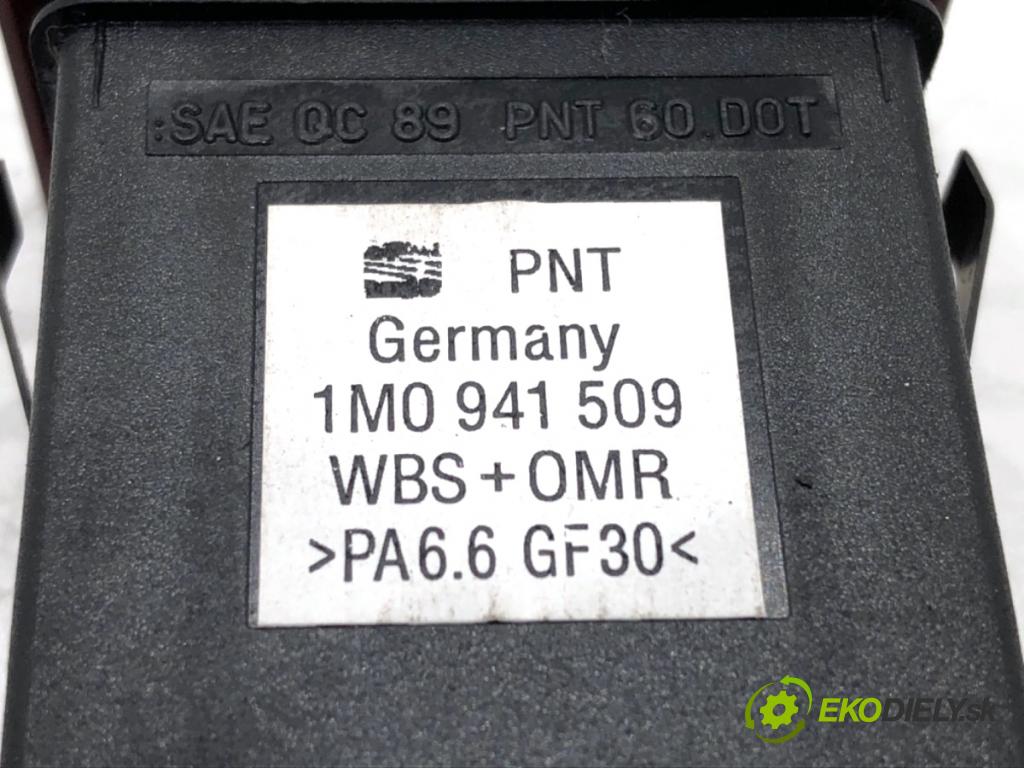 :SAE QC 89 PNT 60.DOT
PNT
Germany
1M0 941 509
WBS + OMR
>PA6.6 GF30<
EKODIELY.sk